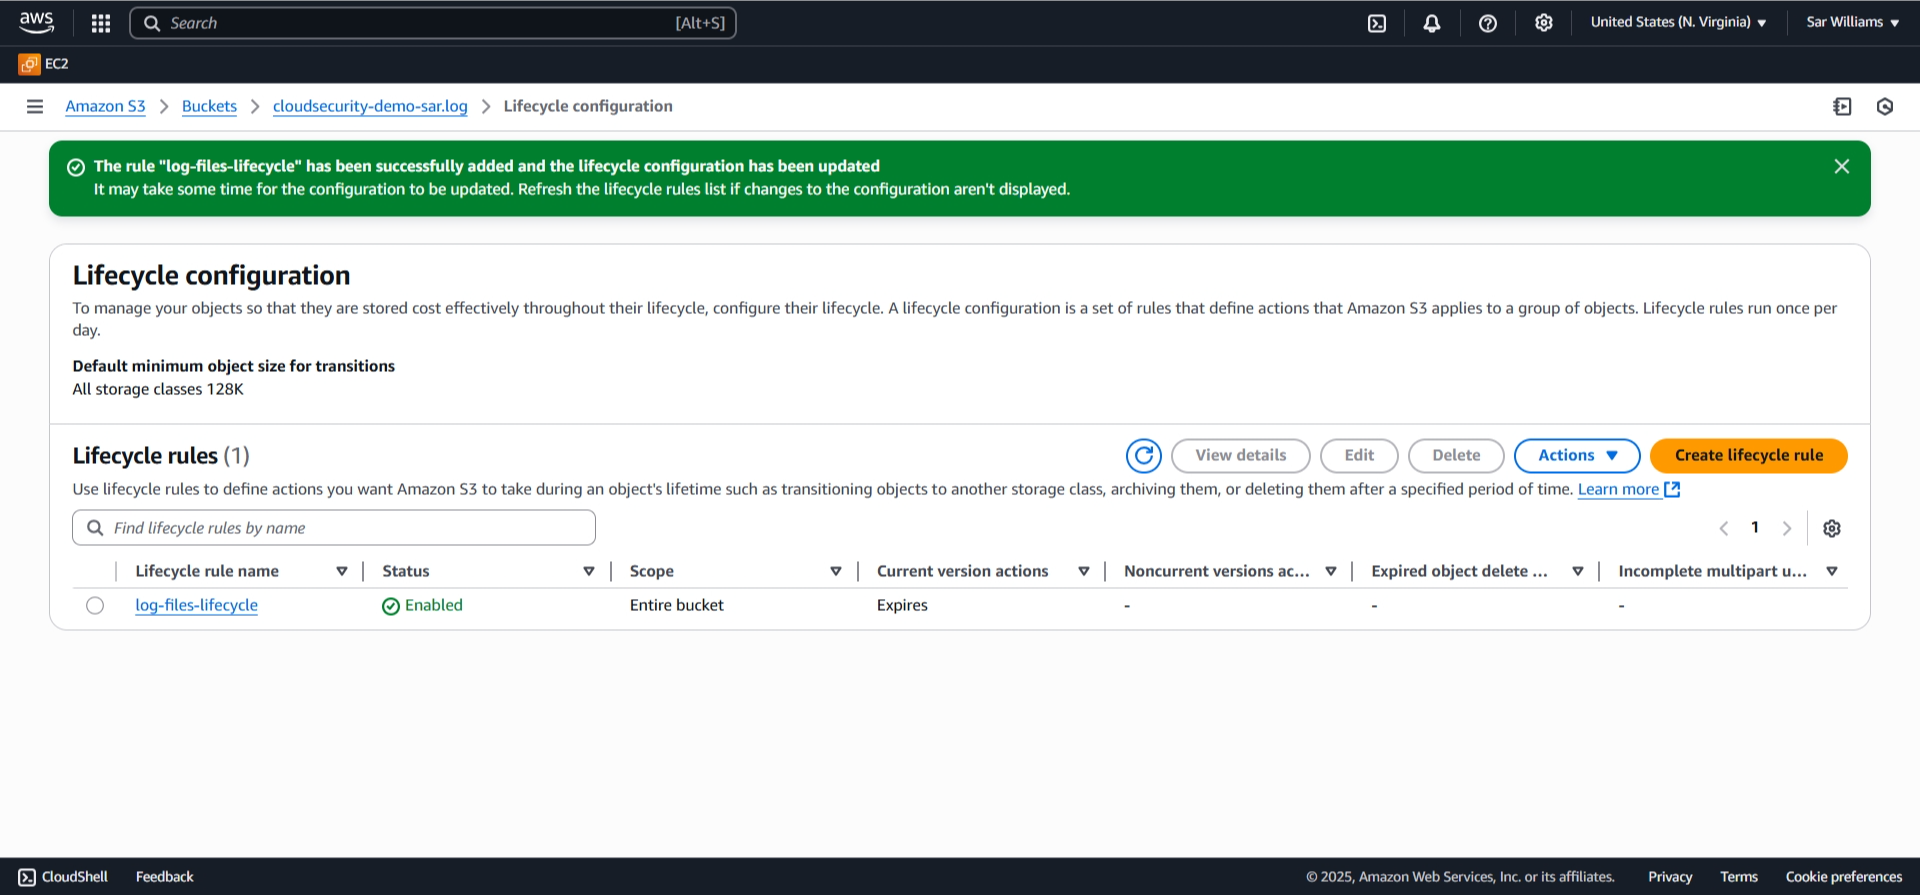 aws
Search [Alt+S]
United States (N. Virginia)
Sar Williams
EC2
Amazon S3 > Buckets > cloudsecurity-demo-sar.log > Lifecycle configuration
The rule "log-files-lifecycle" has been successfully added and the lifecycle configuration has been updated
It may take some time for the configuration to be updated. Refresh the lifecycle rules list if changes to the configuration aren't displayed.
Lifecycle configuration
To manage your objects so that they are stored cost effectively throughout their lifecycle, configure their lifecycle. A lifecycle configuration is a set of rules that define actions that Amazon S3 applies to a group of objects. Lifecycle rules run once per
day.
Default minimum object size for transitions
All storage classes 128K
Lifecycle rules (1)
View details
Edit
Delete
Actions
Create lifecycle rule
Use lifecycle rules to define actions you want Amazon S3 to take during an object's lifetime such as transitioning objects to another storage class, archiving them, or deleting them after a specified period of time. Learn more
Find lifecycle rules by name
1
Lifecycle rule name Status Scope Current version actions Noncurrent versions ac... Expired object delete ... Incomplete multipart u...
log-files-lifecycle Enabled Entire bucket Expires - - -
CloudShell Feedback © 2025, Amazon Web Services, Inc. or its affiliates. Privacy Terms Cookie preferences